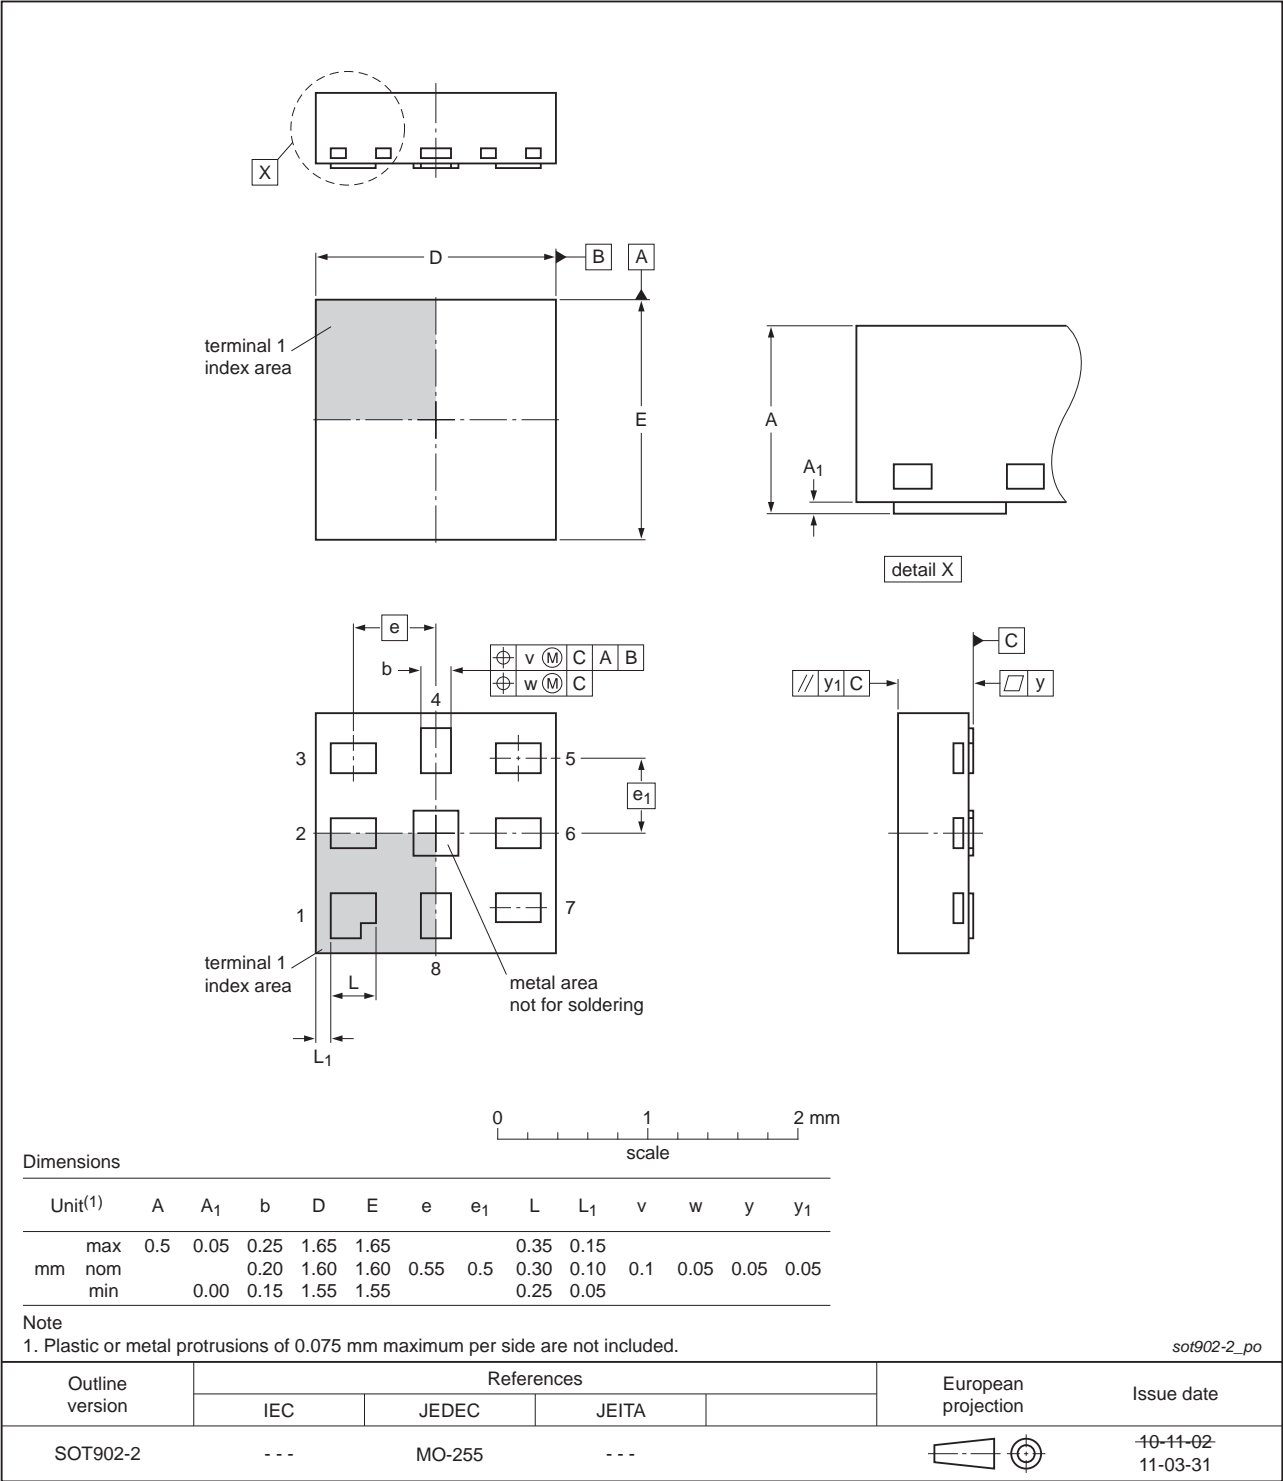 X
D
B
A
terminal 1
index area
E
A
A1
detail X
e
b
v M C A B
w M C
4
3
5
e1
2
6
1
7
terminal 1
index area
8
L
metal area
not for soldering
L1
C
// y1 C
y
0 1 2 mm
scale
Dimensions
Unit(1) A A1 b D E e e1 L L1 v w y y1
max 0.5 0.05 0.25 1.65 1.65 0.35 0.15
mm nom 0.20 1.60 1.60 0.55 0.5 0.30 0.10 0.1 0.05 0.05 0.05
min 0.00 0.15 1.55 1.55 0.25 0.05
Note
1. Plastic or metal protrusions of 0.075 mm maximum per side are not included.
sot902-2_po
Outline
version
References
European
projection
Issue date
IEC JEDEC JEITA
SOT902-2 - - - MO-255 - - -
10-11-02
11-03-31